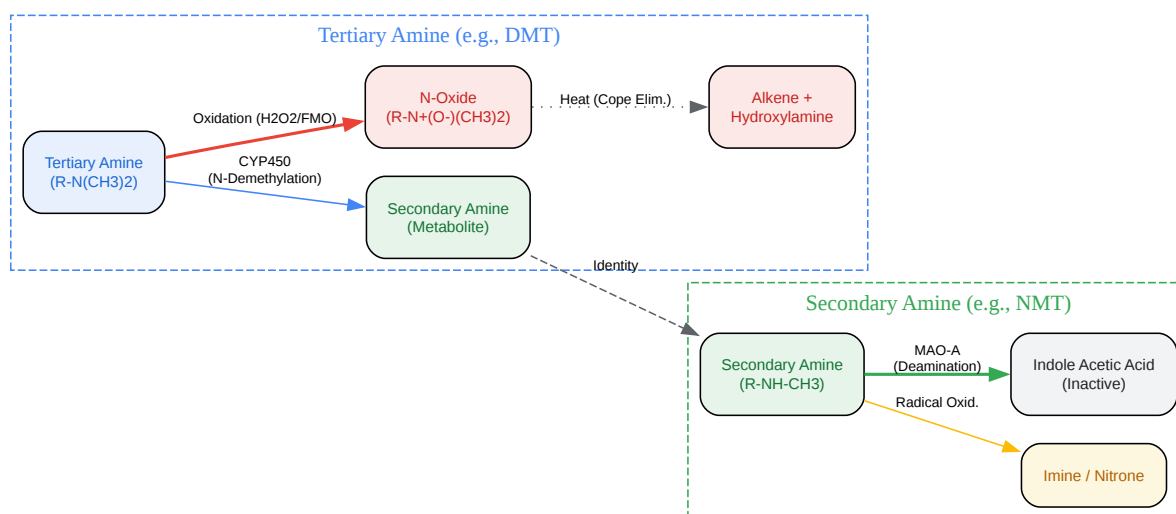 Tertiary Amine (e.g., DMT)
N-Oxide
(R-N+(O-)(CH3)2)
Heat (Cope Elim.)
Alkene +
Hydroxylamine
Oxidation (H2O2/FMO)
Tertiary Amine
(R-N(CH3)2)
CYP450
(N-Demethylation)
Secondary Amine
(Metabolite)
Identity
Secondary Amine (e.g., NMT)
Secondary Amine
(R-NH-CH3)
MAO-A
(Deamination)
Indole Acetic Acid
(Inactive)
Radical Oxid.
Imine / Nitrone